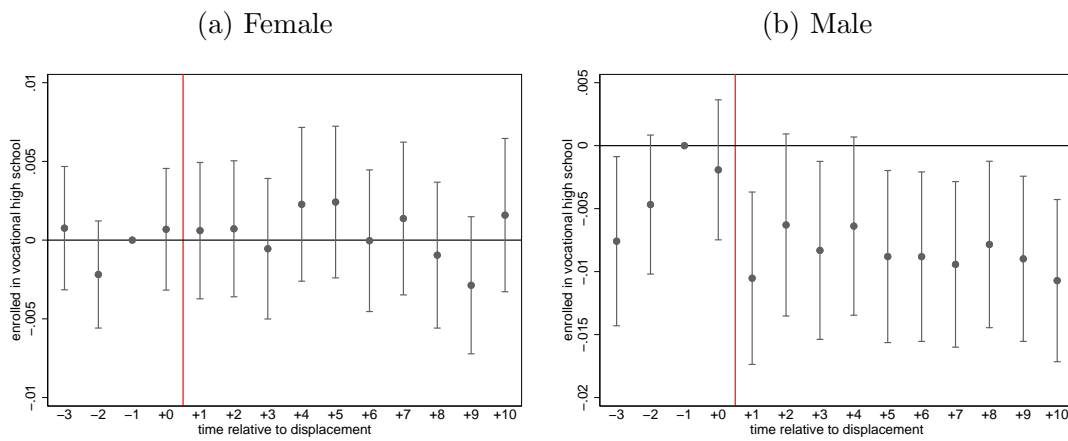 (a) Female
enrolled in vocational high school
.01
.005
0
−.005
−.01
−3 −2 −1 +0 +1 +2 +3 +4 +5 +6 +7 +8 +9 +10
time relative to displacement
(b) Male
enrolled in vocational high school
.005
0
−.005
−.01
−.015
−.02
−3 −2 −1 +0 +1 +2 +3 +4 +5 +6 +7 +8 +9 +10
time relative to displacement